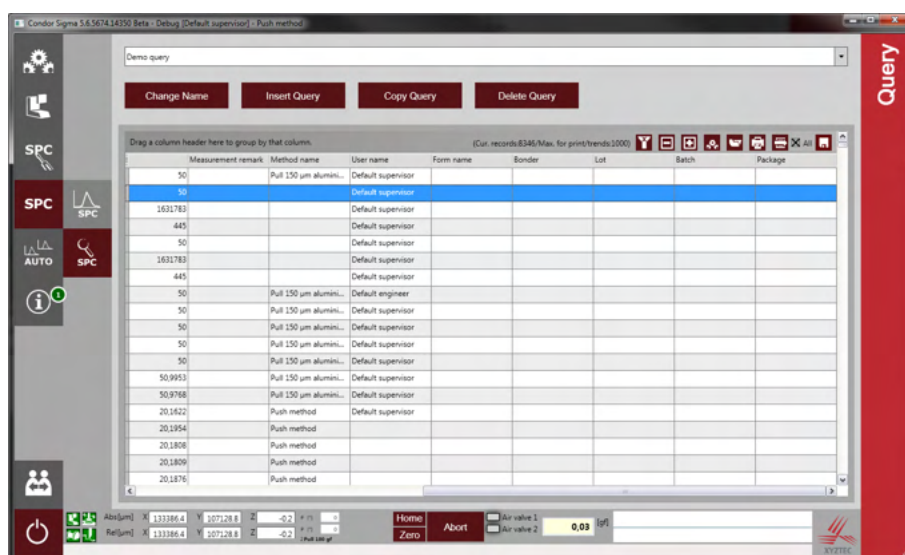 Condor Sigma 5.6.5674.14350 Beta - Debug [Default supervisor] - Push method
Query
Demo query
Change Name Insert Query Copy Query Delete Query
Drag a column header here to group by that column. (Cur. records:8346/Max. for print/trends:1000) All
Measurement remark Method name User name Form name Bonder Lot Batch Package
50 Pull 150 µm alumini... Default supervisor
50 Default supervisor
1631783 Default supervisor
445 Default supervisor
50 Default supervisor
1631783 Default supervisor
445 Default supervisor
50 Pull 150 µm alumini... Default engineer
50 Pull 150 µm alumini... Default supervisor
50 Pull 150 µm alumini... Default supervisor
50 Pull 150 µm alumini... Default supervisor
50 Pull 150 µm alumini... Default supervisor
50,9953 Pull 150 µm alumini... Default supervisor
50,9768 Pull 150 µm alumini... Default supervisor
20,1622 Push method Default supervisor
20,1954 Push method
20,1808 Push method
20,1809 Push method
20,1876 Push method
SPC
SPC SPC
AUTO SPC
1
Abs[µm] X 133386.4 Y 107128.8 Z -0.2
Rel[µm] X 133386.4 Y 107128.8 Z -0.2
Pull 100 gf
Home
Zero
Abort
Air valve 1
Air valve 2
0,03 [gf]
XYZTEC